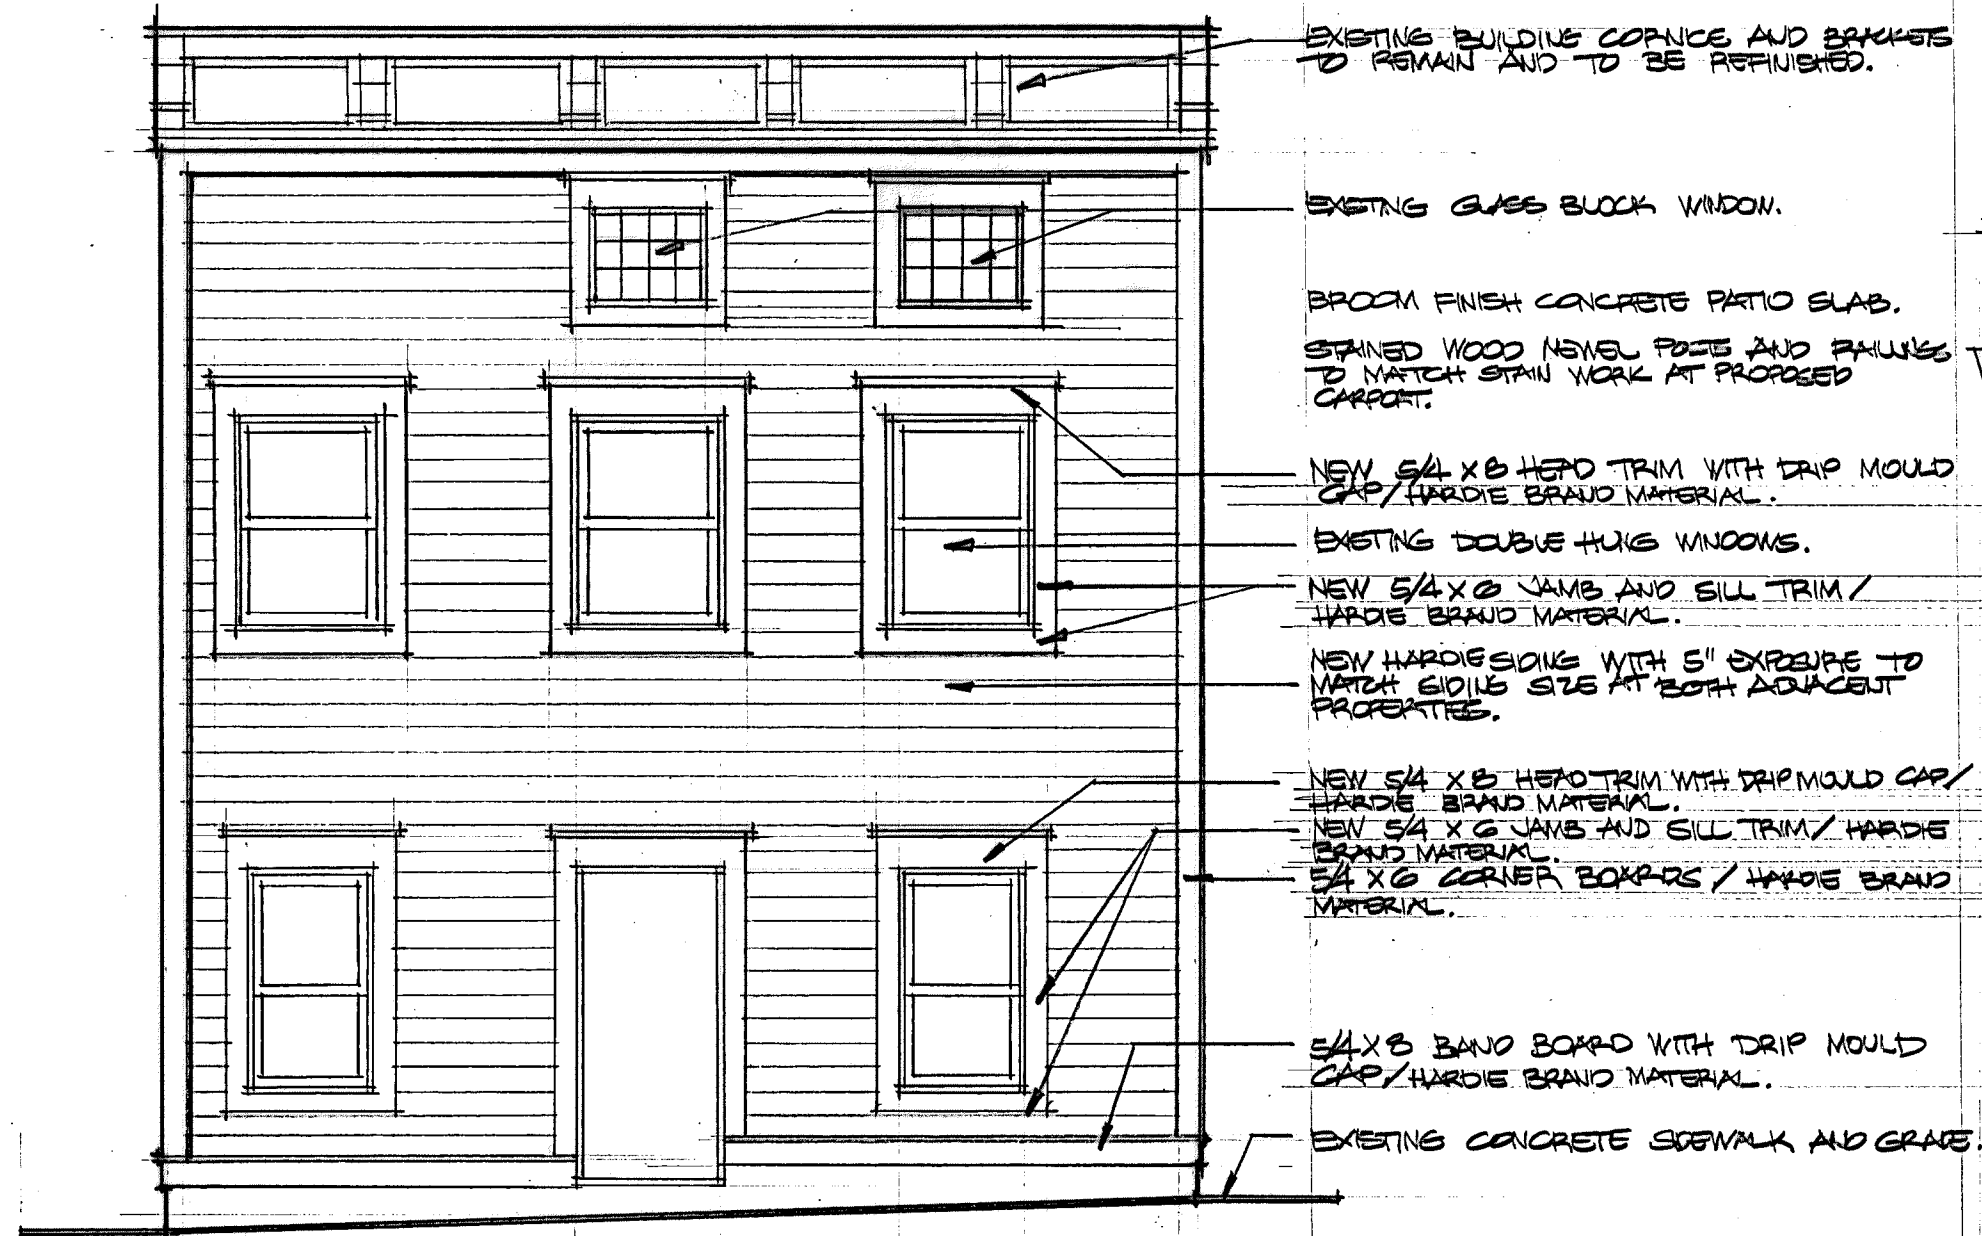 EXISTING BUILDING CORNICE AND BRACKETS
TO REMAIN AND TO BE REFINISHED.
EXISTING GLASS BLOCK WINDOW.
BROOM FINISH CONCRETE PATIO SLAB.
STAINED WOOD NEWEL POSTS AND RAILINGS
TO MATCH STAIN WORK AT PROPOSED
CARPORT.
NEW 5/4 X 8 HEAD TRIM WITH DRIP MOULD
CAP/HARDIE BRAND MATERIAL.
EXISTING DOUBLE HUNG WINDOWS.
NEW 5/4 X 6 JAMB AND SILL TRIM/
HARDIE BRAND MATERIAL.
NEW HARDIE SIDING WITH 5" EXPOSURE TO
MATCH SIDING SIZE AT BOTH ADJACENT
PROPERTIES.
NEW 5/4 X 8 HEAD TRIM WITH DRIP MOULD CAP/
HARDIE BRAND MATERIAL.
NEW 5/4 X 6 JAMB AND SILL TRIM/HARDIE
BRAND MATERIAL.
5/4 X 6 CORNER BOARDS/HARDIE BRAND
MATERIAL.
5/4 X 8 BAND BOARD WITH DRIP MOULD
CAP/HARDIE BRAND MATERIAL.
EXISTING CONCRETE SIDEWALK AND GRADE.